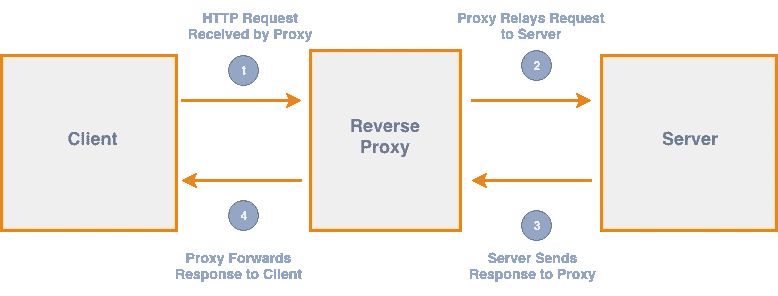 HTTP Request
Received by Proxy
1
Proxy Relays Request
to Server
2
Client
Reverse
Proxy
Server
4
Proxy Forwards
Response to Client
3
Server Sends
Response to Proxy